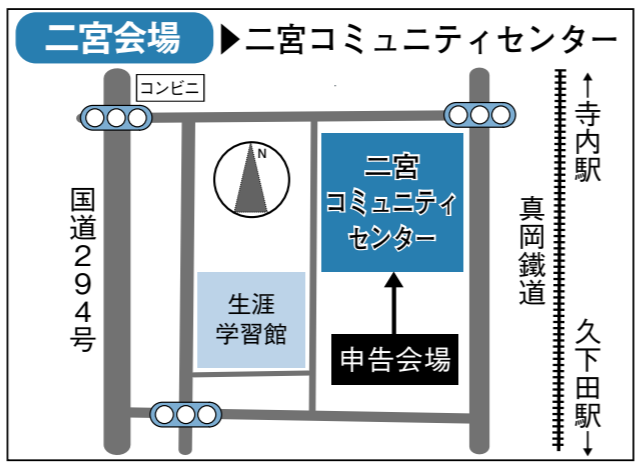 二宮会場 ▶二宮コミュニティセンター
コンビニ
N
国道294号
二宮
コミュニティ
センター
生涯
学習館
申告会場
←寺内駅
真岡鐵道
久下田駅→